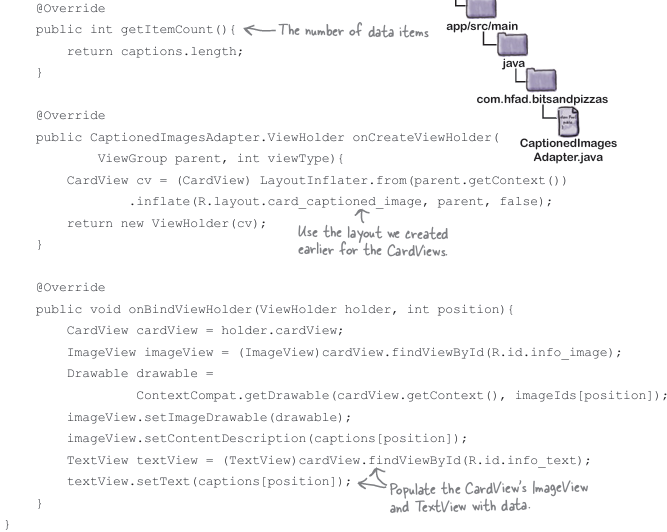 @Override
public int getItemCount(){
The number of data items
return captions.length;
}
app/src/main
java
com.hfad.bitsandpizzas
CaptionedImages
Adapter.java
@Override
public CaptionedImagesAdapter.ViewHolder onCreateViewHolder(
ViewGroup parent, int viewType){
CardView cv = (CardView) LayoutInflater.from(parent.getContext())
.inflate(R.layout.card_captioned_image, parent, false);
return new ViewHolder(cv);
Use the layout we created
earlier for the CardViews.
}
@Override
public void onBindViewHolder(ViewHolder holder, int position){
CardView cardView = holder.cardView;
ImageView imageView = (ImageView)cardView.findViewById(R.id.info_image);
Drawable drawable =
ContextCompat.getDrawable(cardView.getContext(), imageIds[position]);
imageView.setImageDrawable(drawable);
imageView.setContentDescription(captions[position]);
TextView textView = (TextView)cardView.findViewById(R.id.info_text);
textView.setText(captions[position]);
Populate the CardView's ImageView
and TextView with data.
}
}